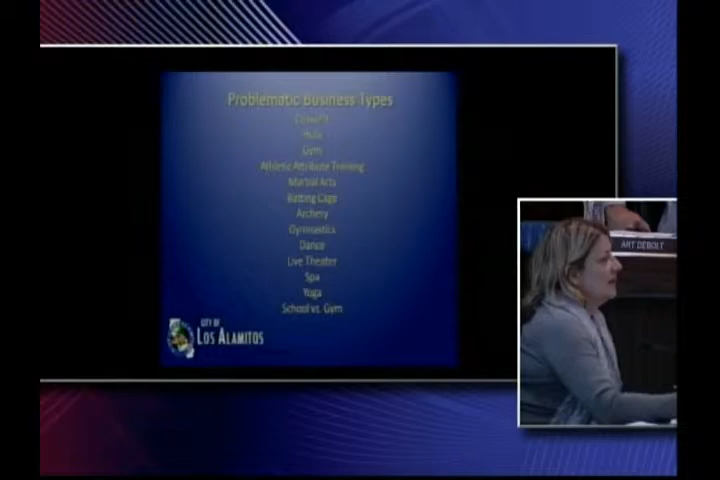 Problematic Business Types
CrossFit
Hula
Gym
Athletic Attribute Training
Martial Arts
Batting Cage
Archery
Gymnastics
Dance
Live Theater
Spa
Yoga
School vs. Gym
CITY OF
LOS ALAMITOS
ART DEBOLT